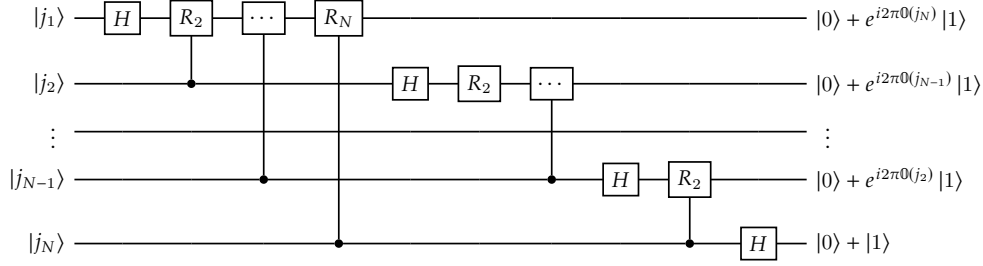 |j₁⟩ H R₂ ⋯ R_N |0⟩ + e^{i2π𝟘(j_N)} |1⟩
|j₂⟩ H R₂ ⋯ |0⟩ + e^{i2π𝟘(j_{N−1})} |1⟩
⋮ ⋮
|j_{N−1}⟩ H R₂ |0⟩ + e^{i2π𝟘(j₂)} |1⟩
|j_N⟩ H |0⟩ + |1⟩